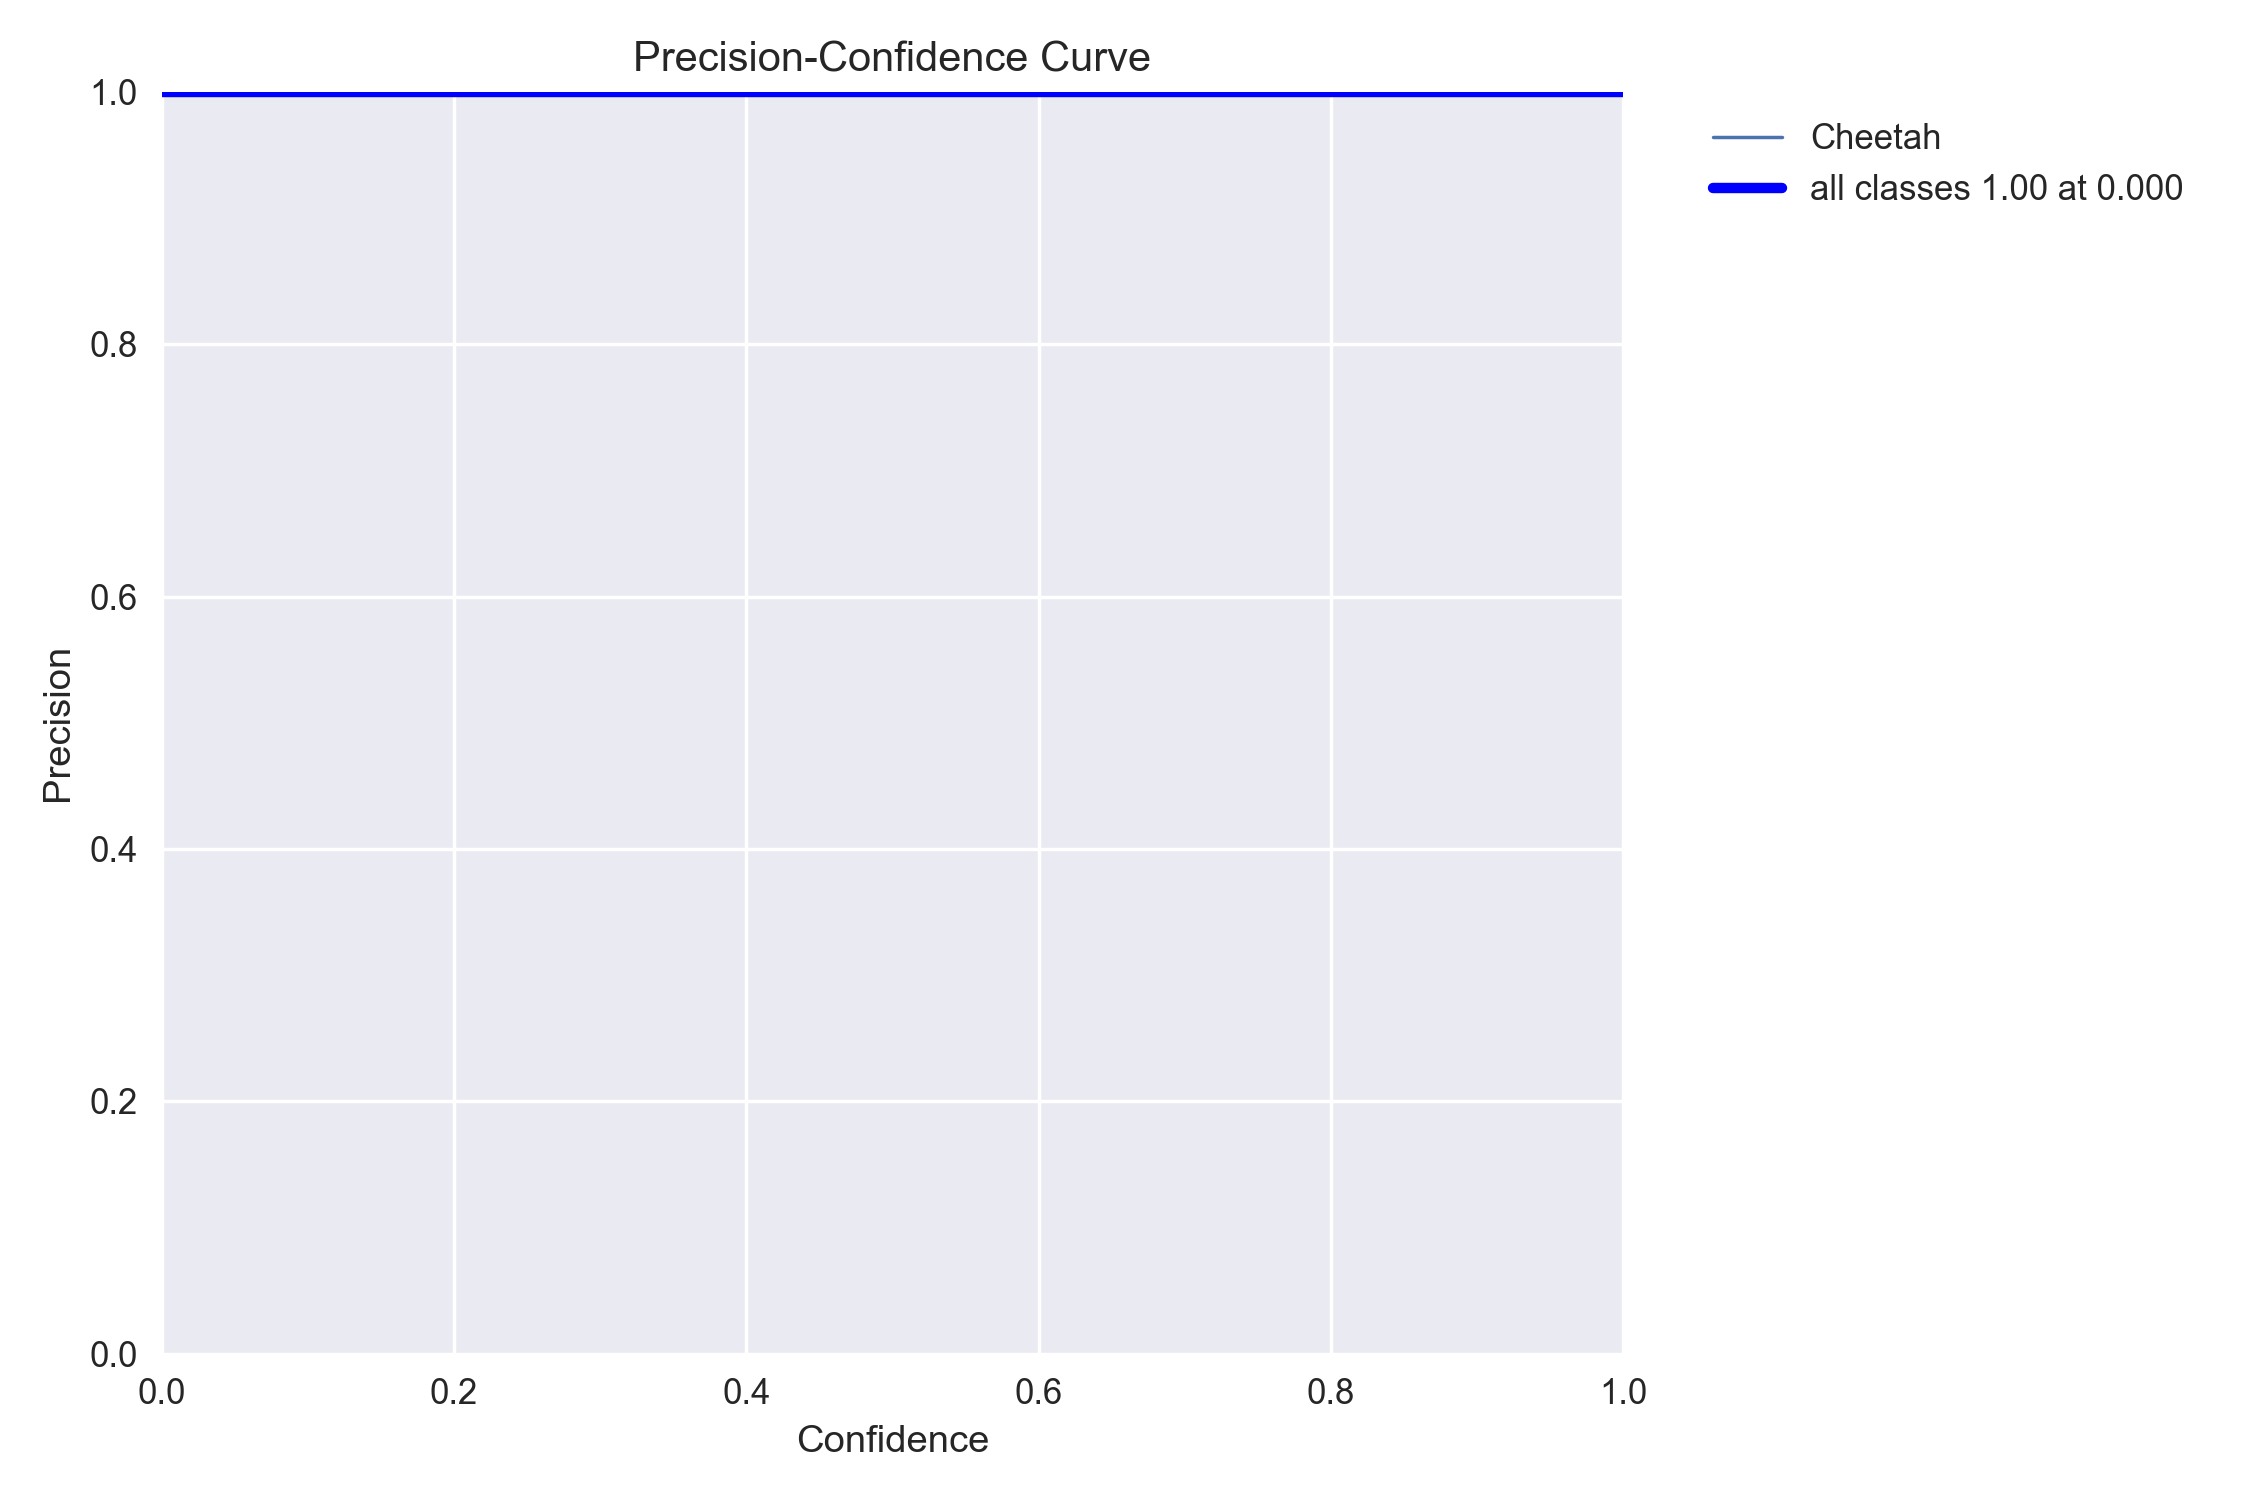 Precision-Confidence Curve
1.0
0.8
0.6
0.4
0.2
0.0
Precision
0.0 0.2 0.4 0.6 0.8 1.0
Confidence
Cheetah
all classes 1.00 at 0.000